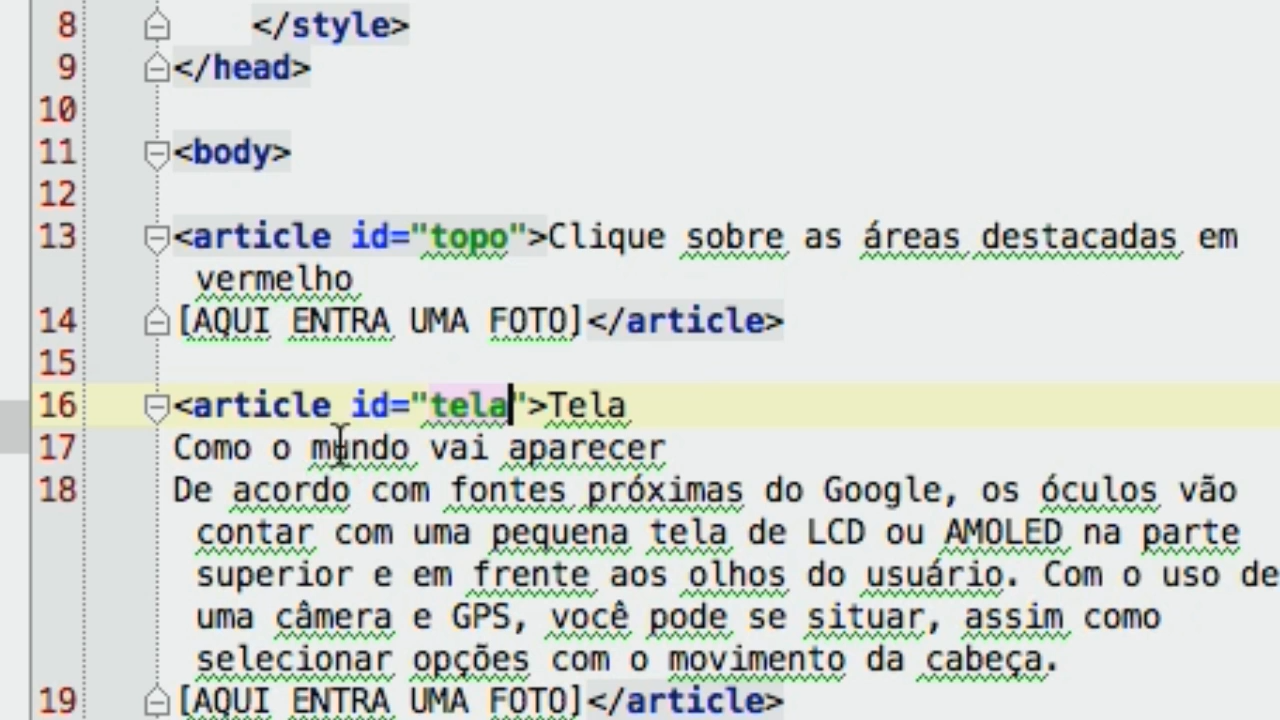 8 </style>
9 </head>
10
11 <body>
12
13 <article id="topo">Clique sobre as áreas destacadas em
vermelho
14 [AQUI ENTRA UMA FOTO]</article>
15
16 <article id="tela">Tela
17 Como o mundo vai aparecer
18 De acordo com fontes próximas do Google, os óculos vão
contar com uma pequena tela de LCD ou AMOLED na parte
superior e em frente aos olhos do usuário. Com o uso de
uma câmera e GPS, você pode se situar, assim como
selecionar opções com o movimento da cabeça.
19 [AQUI ENTRA UMA FOTO]</article>